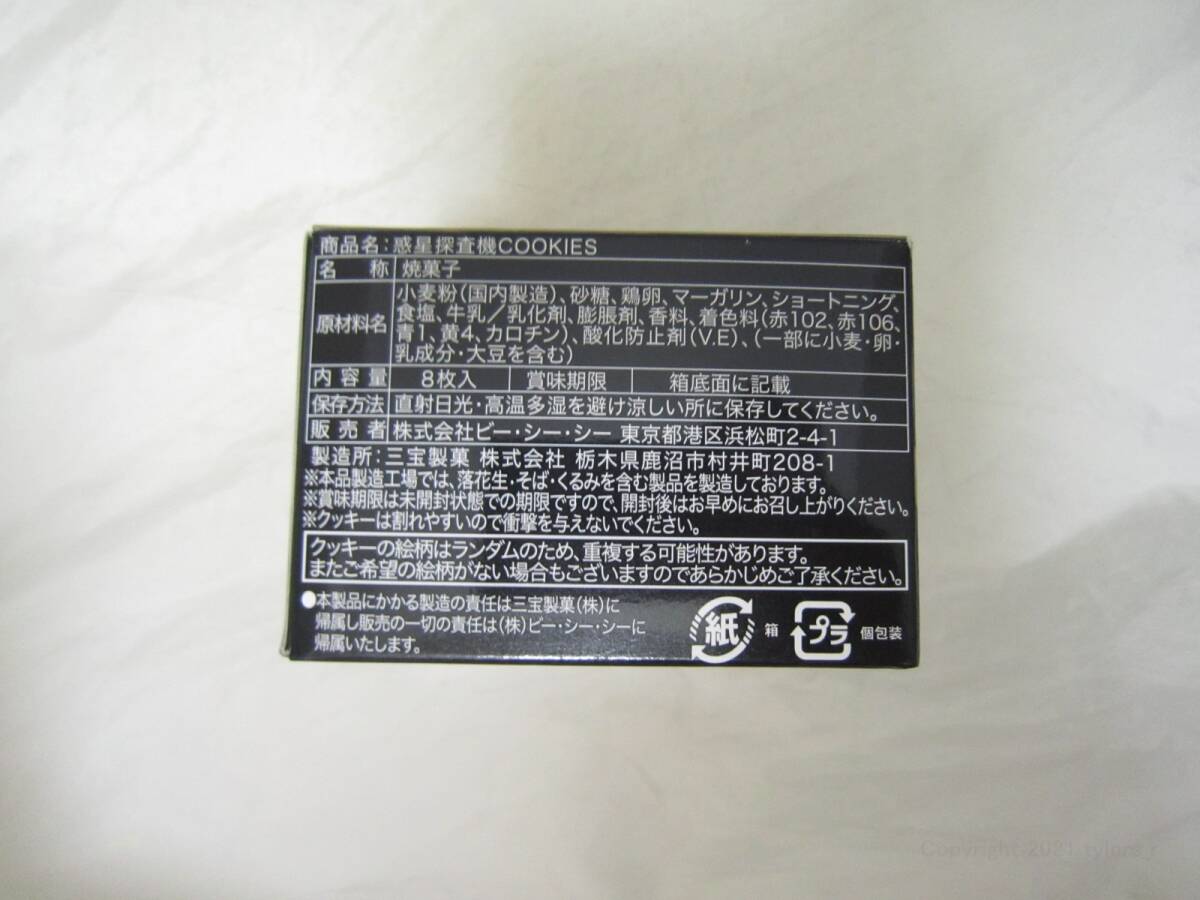 商品名:惑星探査機COOKIES
名 称 焼菓子
原材料名 小麦粉(国内製造)、砂糖、鶏卵、マーガリン、ショートニング、
食塩、牛乳/乳化剤、膨脹剤、香料、着色料(赤102、赤106、
青1、黄4、カロチン)、酸化防止剤(V.E)、(一部に小麦・卵・
乳成分・大豆を含む)
内容量 8枚入 賞味期限 箱底面に記載
保存方法 直射日光・高温多湿を避け涼しい所に保存してください。
販売者 株式会社ビー・シー・シー 東京都港区浜松町2-4-1
製造所:三宝製菓 株式会社 栃木県鹿沼市村井町208-1
※本品製造工場では、落花生・そば・くるみを含む製品を製造しております。
※賞味期限は未開封状態での期限ですので、開封後はお早めにお召し上がりください。
※クッキーは割れやすいので衝撃を与えないでください。
クッキーの絵柄はランダムのため、重複する可能性があります。
またご希望の絵柄がない場合もございますのであらかじめご了承ください。
●本製品にかかる製造の責任は三宝製菓(株)に
帰属し販売の一切の責任は(株)ビー・シー・シーに
帰属いたします。
紙 箱 プラ 個包装
Copyright 2021